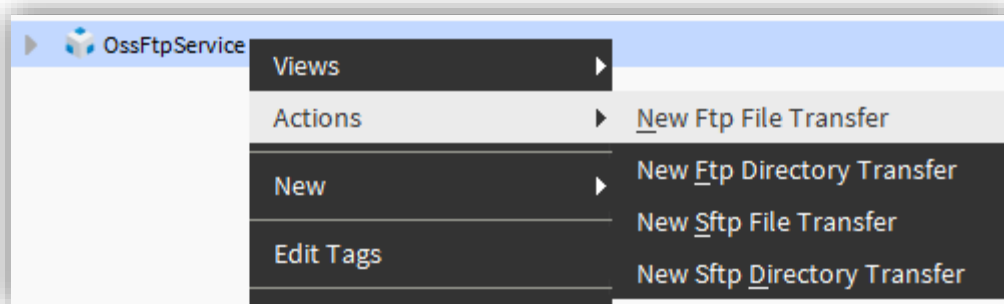 OssFtpService
Views
Actions
New
Edit Tags
New Ftp File Transfer
New Ftp Directory Transfer
New Sftp File Transfer
New Sftp Directory Transfer